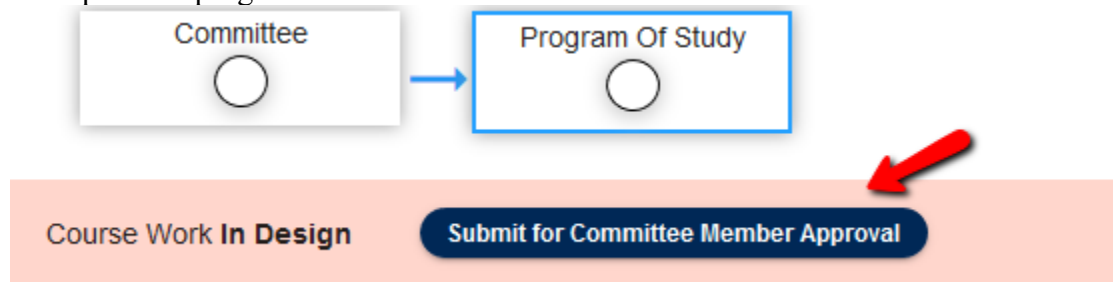 Committee
Program Of Study
Course Work In Design
Submit for Committee Member Approval